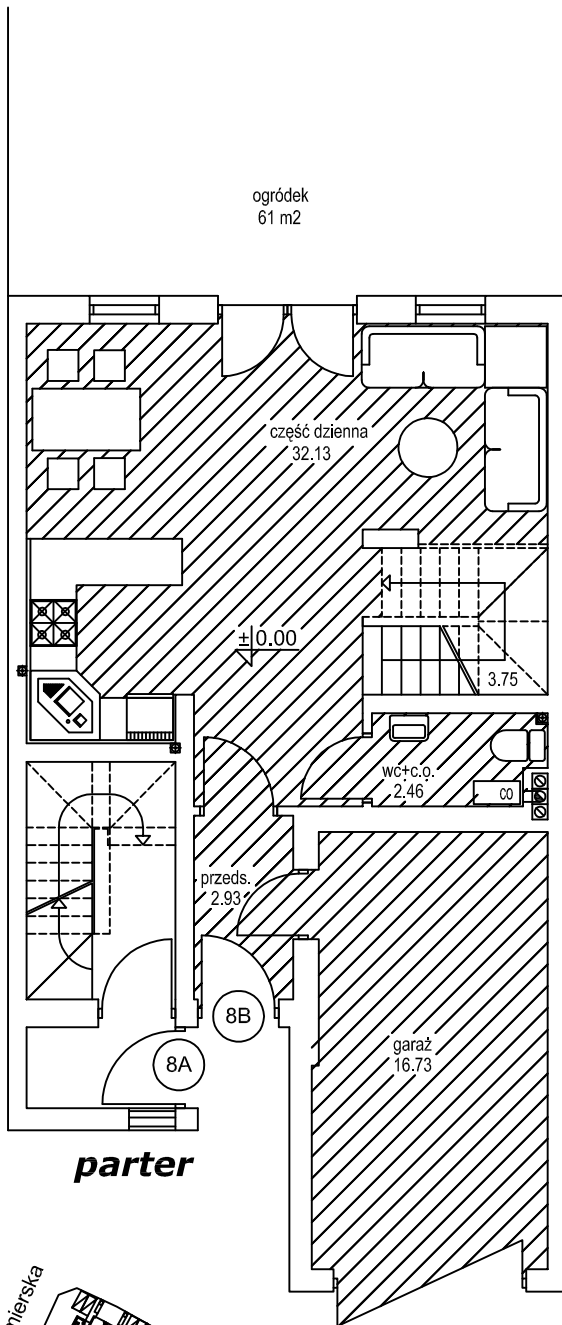 ogródek
61 m2
część dzienna
32.13
±0.00
3.75
wc+c.o.
2.46
co
przeds.
2.93
8B
8A
garaż
16.73
parter